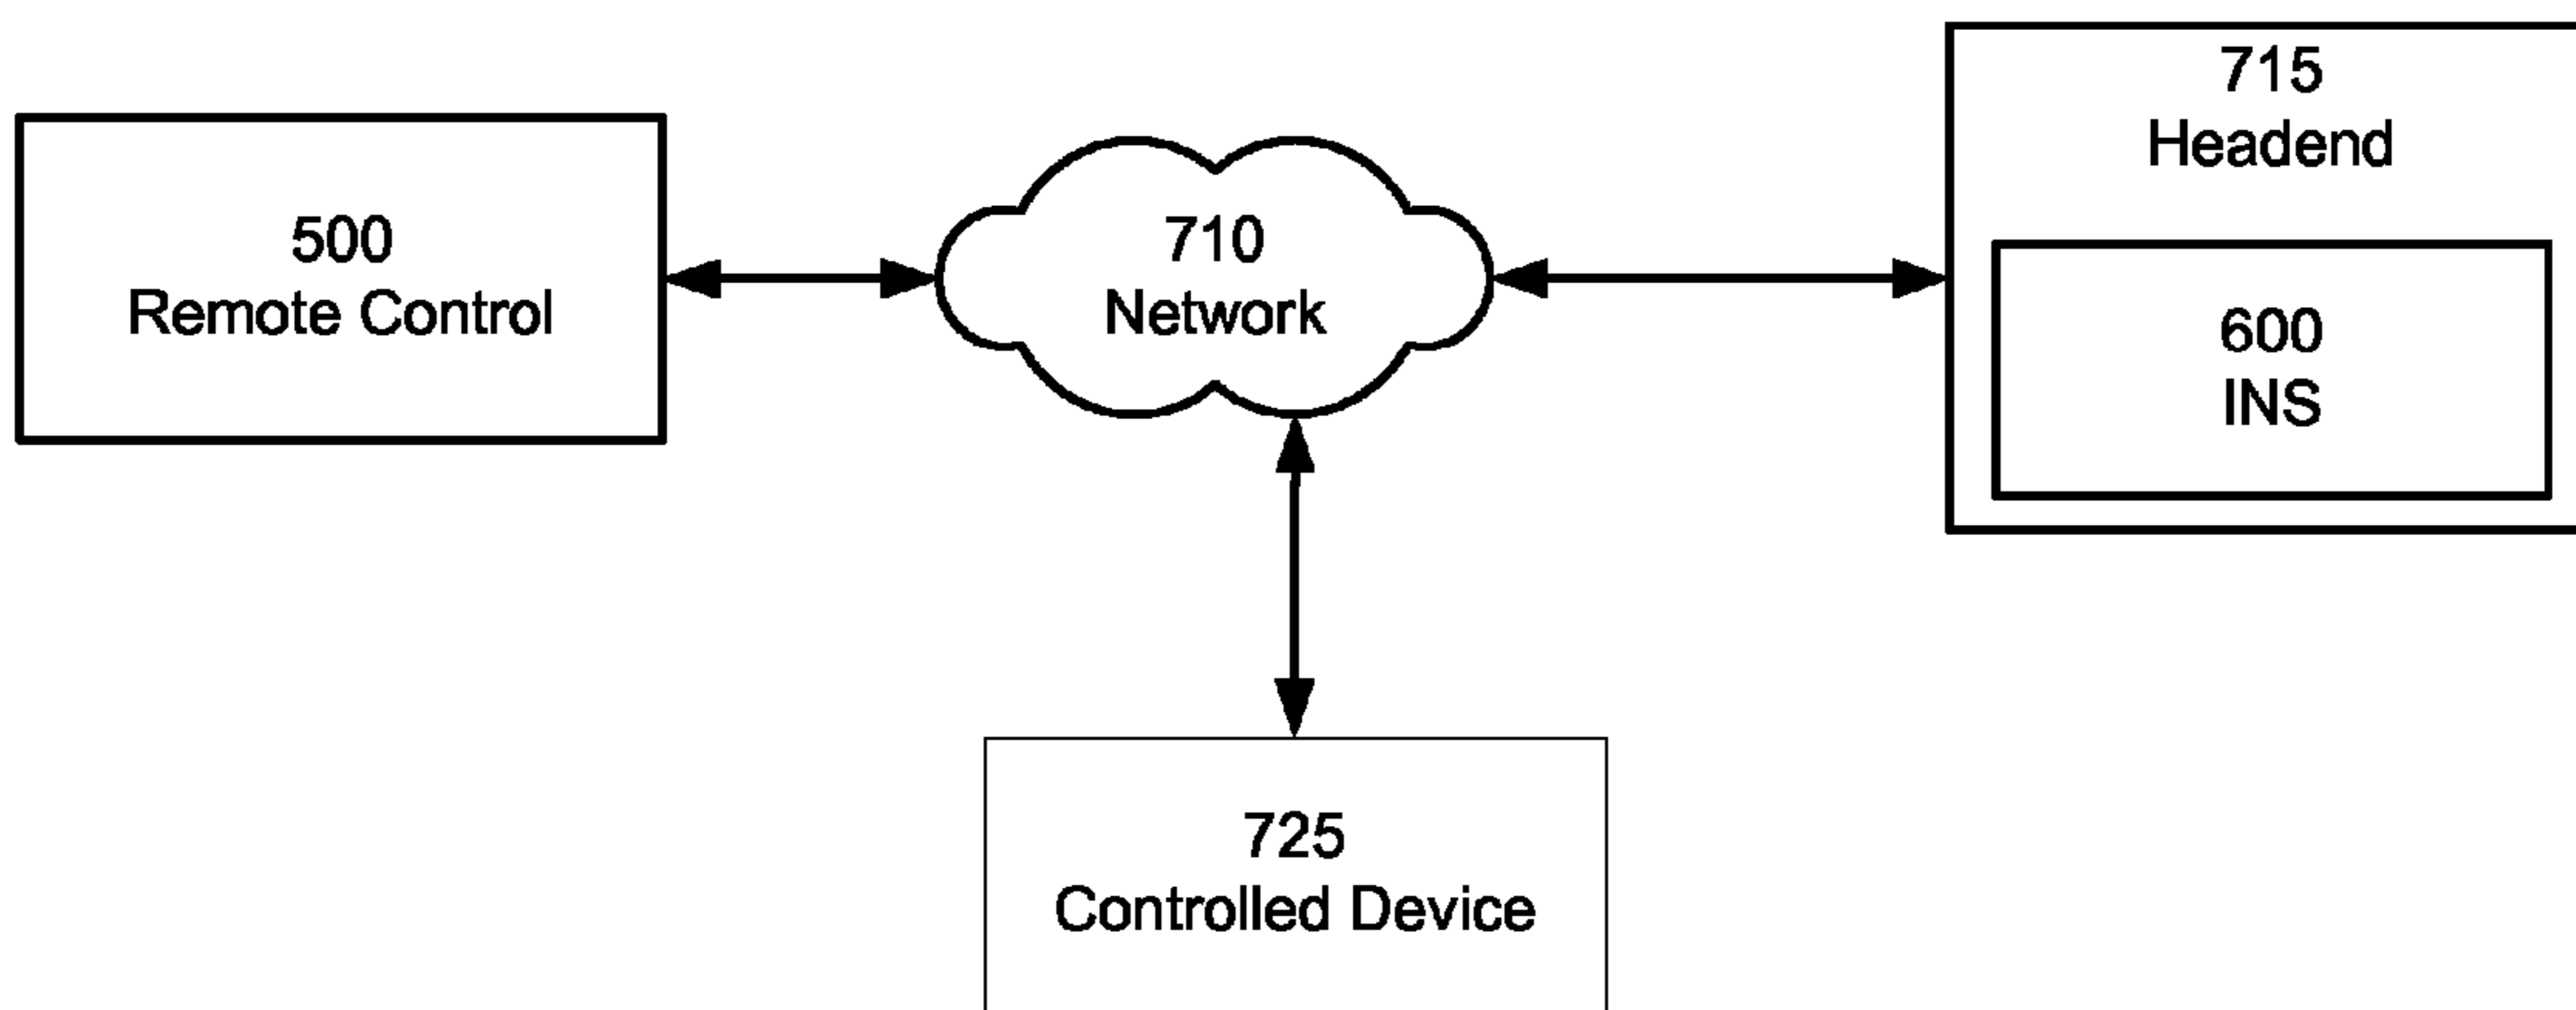 715
Headend
500
Remote Control
710
Network
600
INS
725
Controlled Device